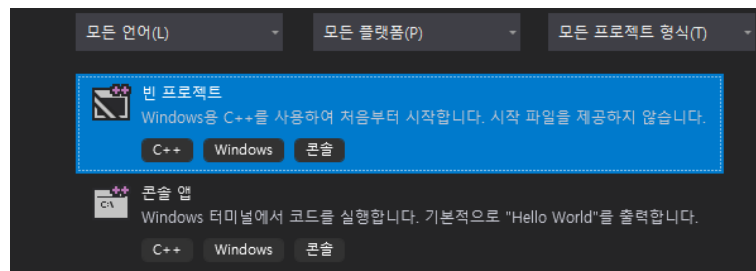 모든 언어(L) 모든 플랫폼(P) 모든 프로젝트 형식(T)
빈 프로젝트
Windows용 C++를 사용하여 처음부터 시작합니다. 시작 파일을 제공하지 않습니다.
C++ Windows 콘솔
콘솔 앱
Windows 터미널에서 코드를 실행합니다. 기본적으로 "Hello World"를 출력합니다.
C++ Windows 콘솔